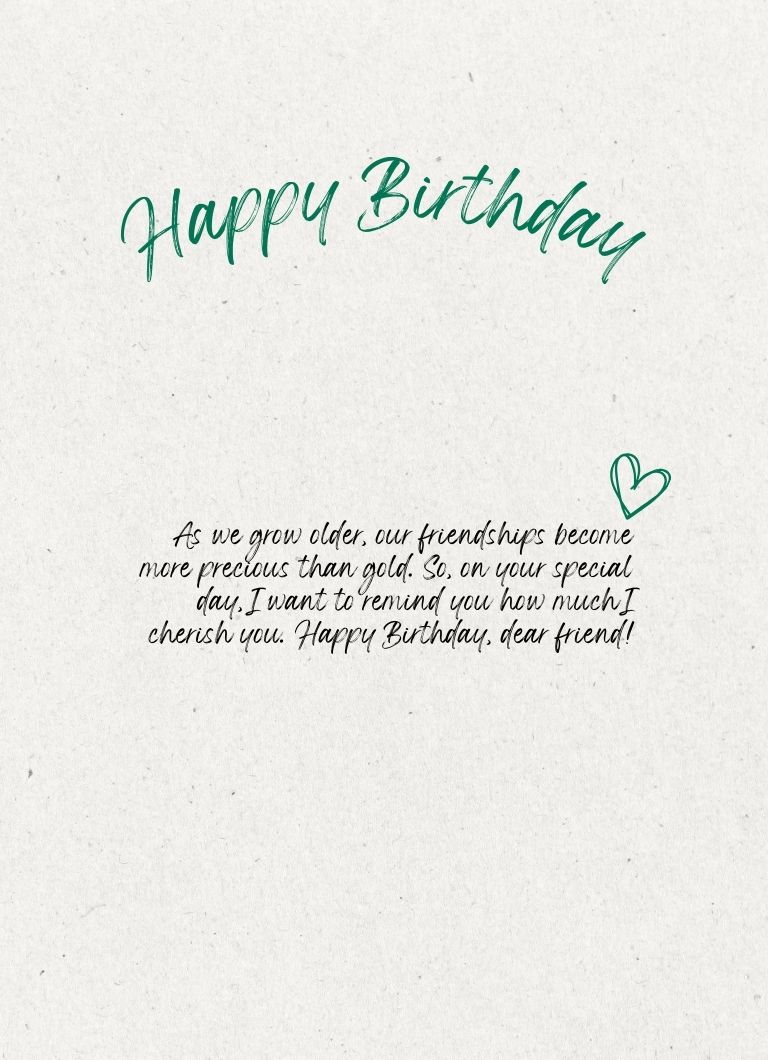 Happy Birthday
As we grow older, our friendships become
more precious than gold. So, on your special
day, I want to remind you how much I
cherish you. Happy Birthday, dear friend!